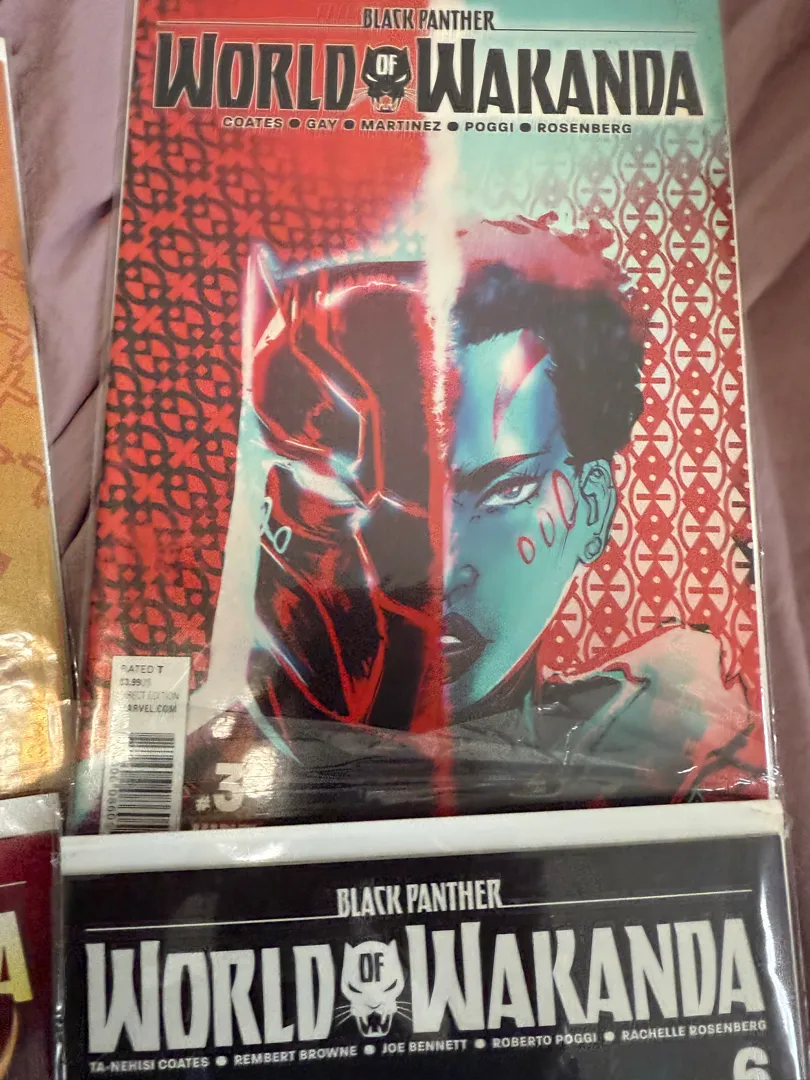 BLACK PANTHER
WORLD OF WAKANDA
COATES • GAY • MARTINEZ • POGGI • ROSENBERG
RATED T
$3.99US
DIRECT EDITION
MARVEL.COM
#3
BLACK PANTHER
WORLD OF WAKANDA
TA-NEHISI COATES • REMBERT BROWNE • JOE BENNETT • ROBERTO POGGI • RACHELLE ROSENBERG
6
A